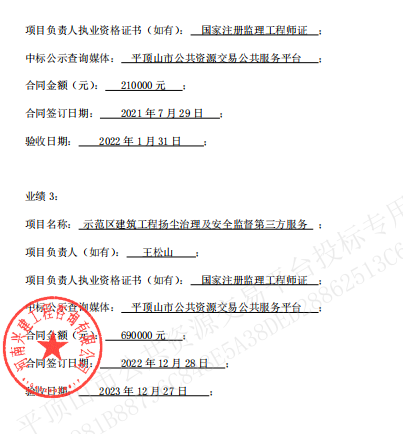 项目负责人执业资格证书（如有）： 国家注册监理工程师证 ；
中标公示查询媒体： 平顶山市公共资源交易公共服务平台 ；
合同金额（元）： 210000 元 ；
合同签订日期： 2021 年 7 月 29 日 ；
验收日期： 2022 年 1 月 31 日 ；
业绩 3：
项目名称： 示范区建筑工程扬尘治理及安全监督第三方服务 ；
项目负责人（如有）： 王松山 ；
项目负责人执业资格证书（如有）： 国家注册监理工程师证 ；
中标公示查询媒体： 平顶山市公共资源交易公共服务平台 ；
合同金额（元）： 690000 元 ；
合同签订日期： 2022 年 12 月 28 日 ；
验收日期： 2023 年 12 月 27 日 ；